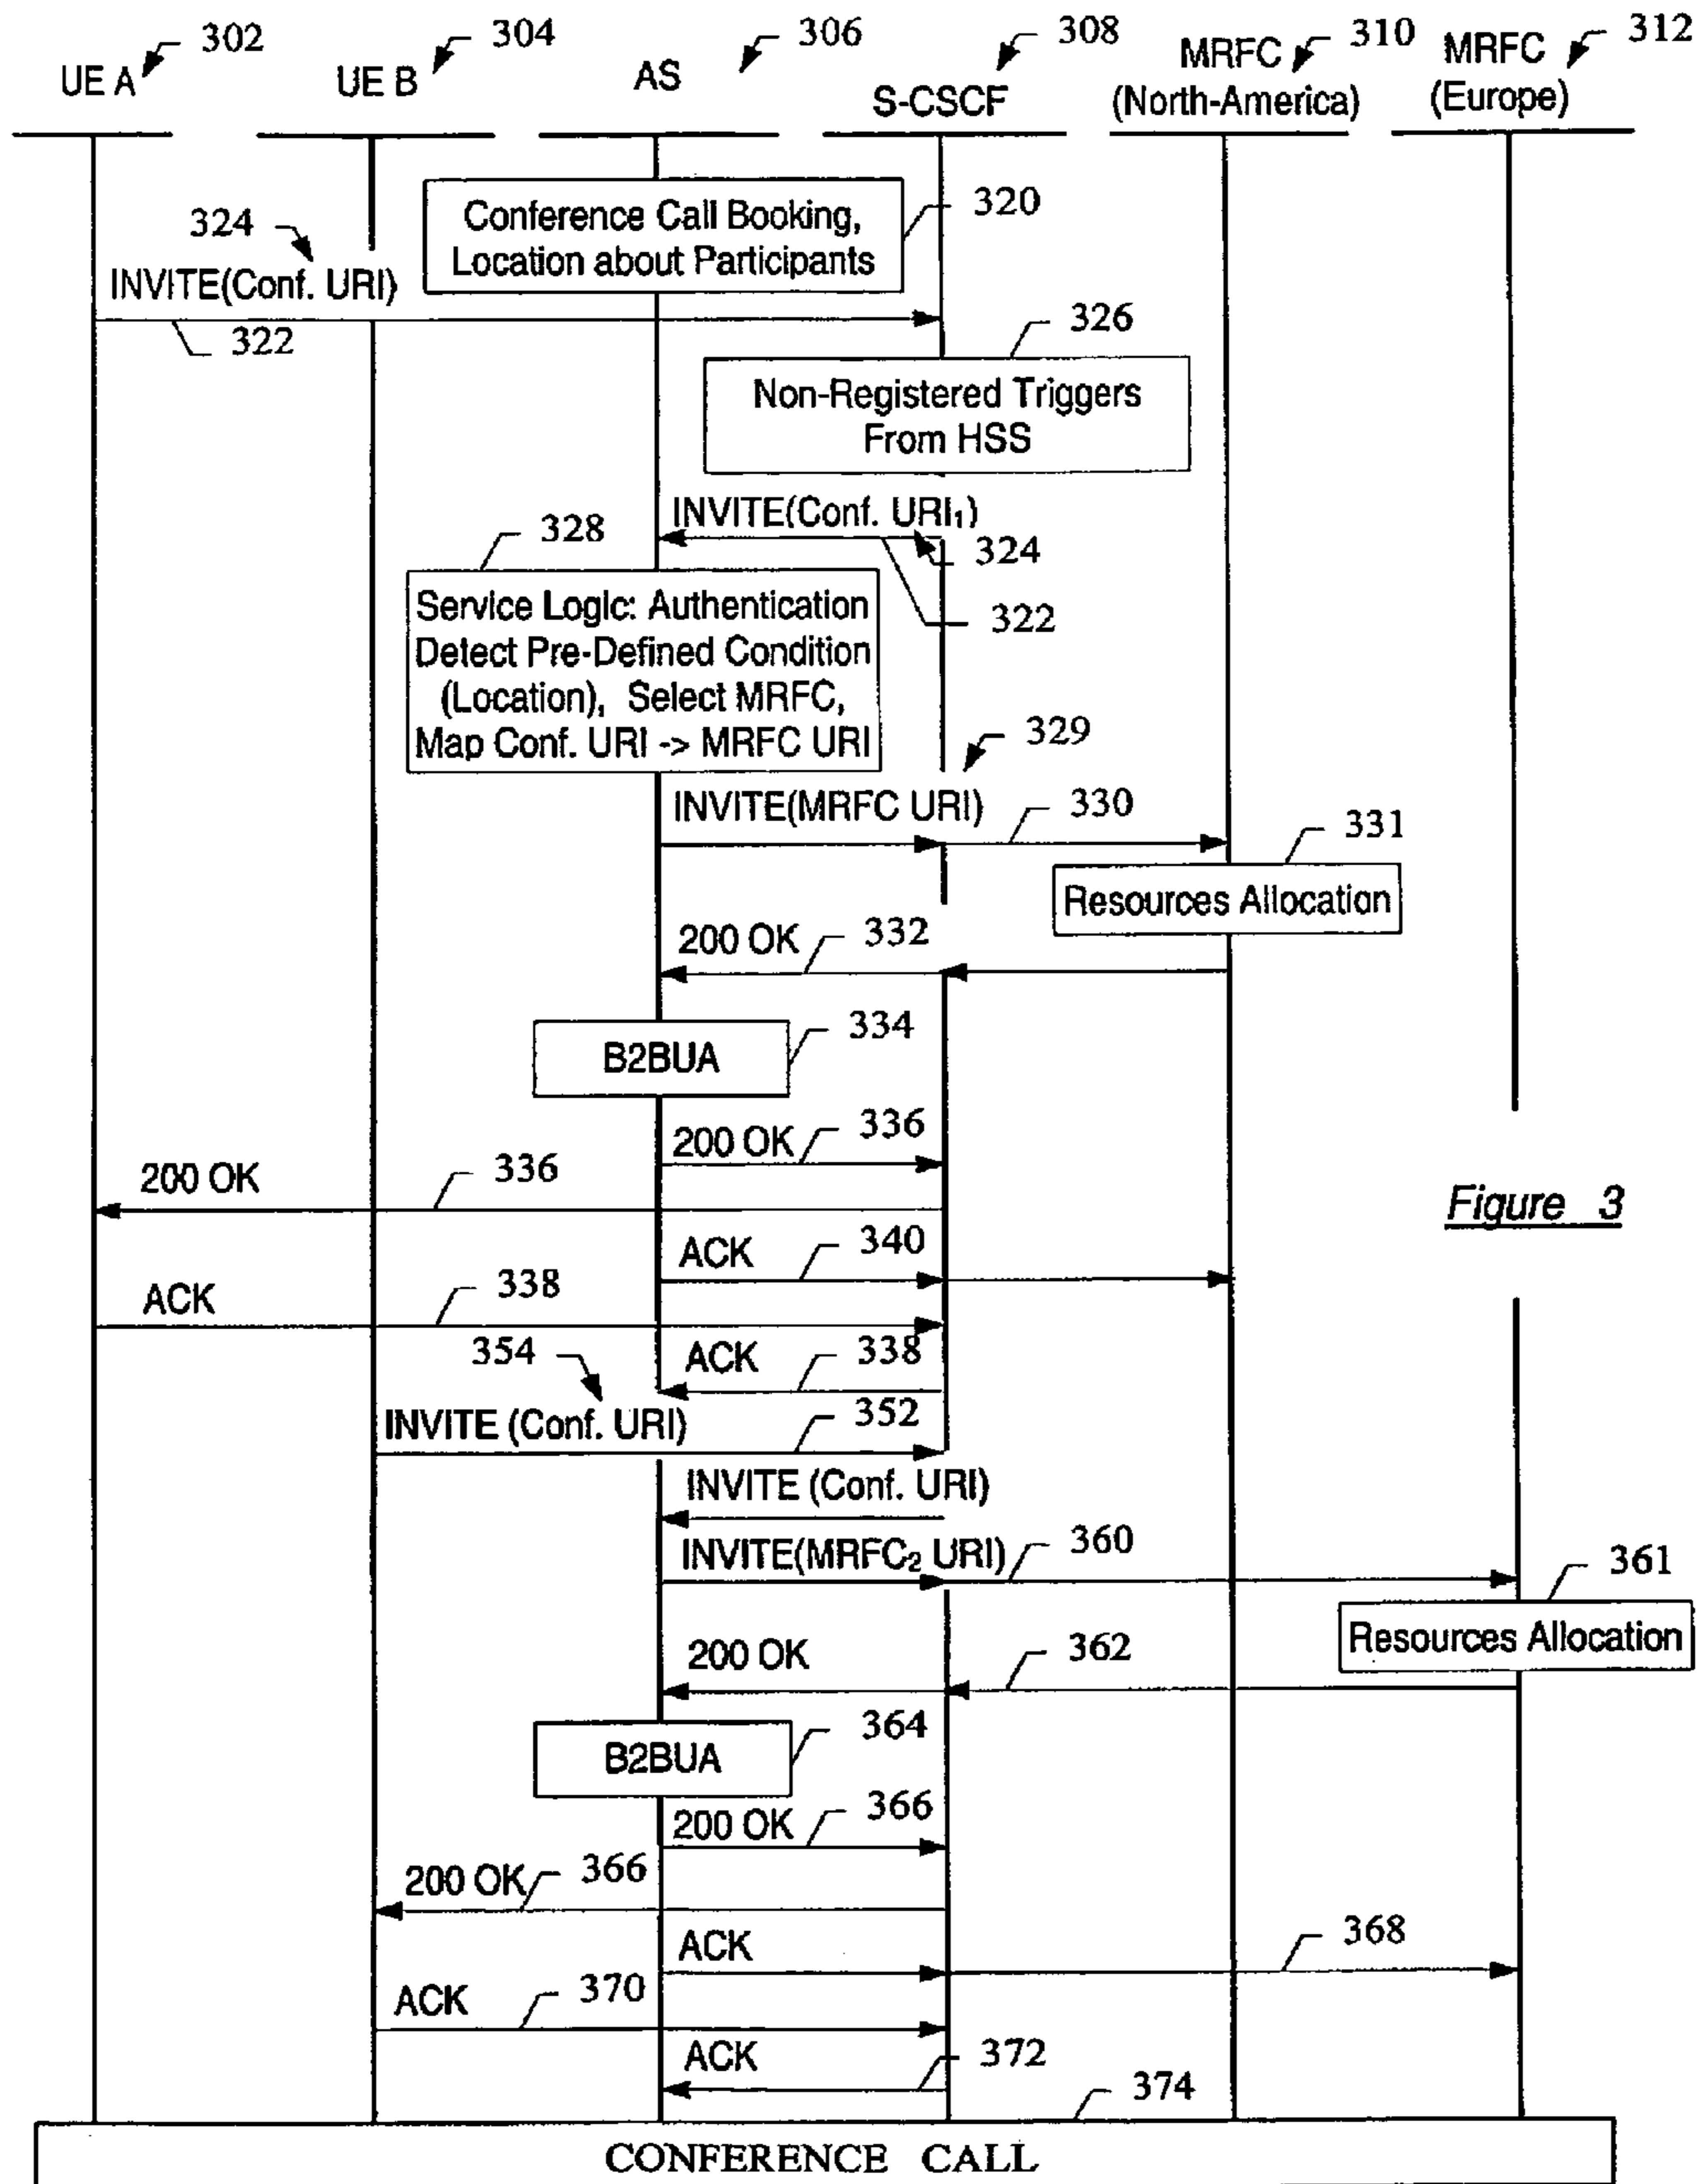 302
304
306
308
310
312
UE A
UE B
AS
S-CSCF
MRFC
(North-America)
MRFC
(Europe)
Conference Call Booking,
Location about Participants
320
324
INVITE(Conf. URI)
322
326
Non-Registered Triggers
From HSS
INVITE(Conf. URI₁)
324
322
328
Service Logic: Authentication
Detect Pre-Defined Condition
(Location), Select MRFC,
Map Conf. URI -> MRFC URI
329
INVITE(MRFC URI)
330
331
Resources Allocation
200 OK
332
B2BUA
334
200 OK
336
200 OK
336
Figure 3
ACK
340
ACK
338
ACK
338
354
INVITE (Conf. URI)
352
INVITE (Conf. URI)
INVITE(MRFC₂ URI)
360
361
Resources Allocation
200 OK
362
B2BUA
364
200 OK
366
200 OK
366
ACK
368
ACK
370
ACK
372
374
CONFERENCE CALL